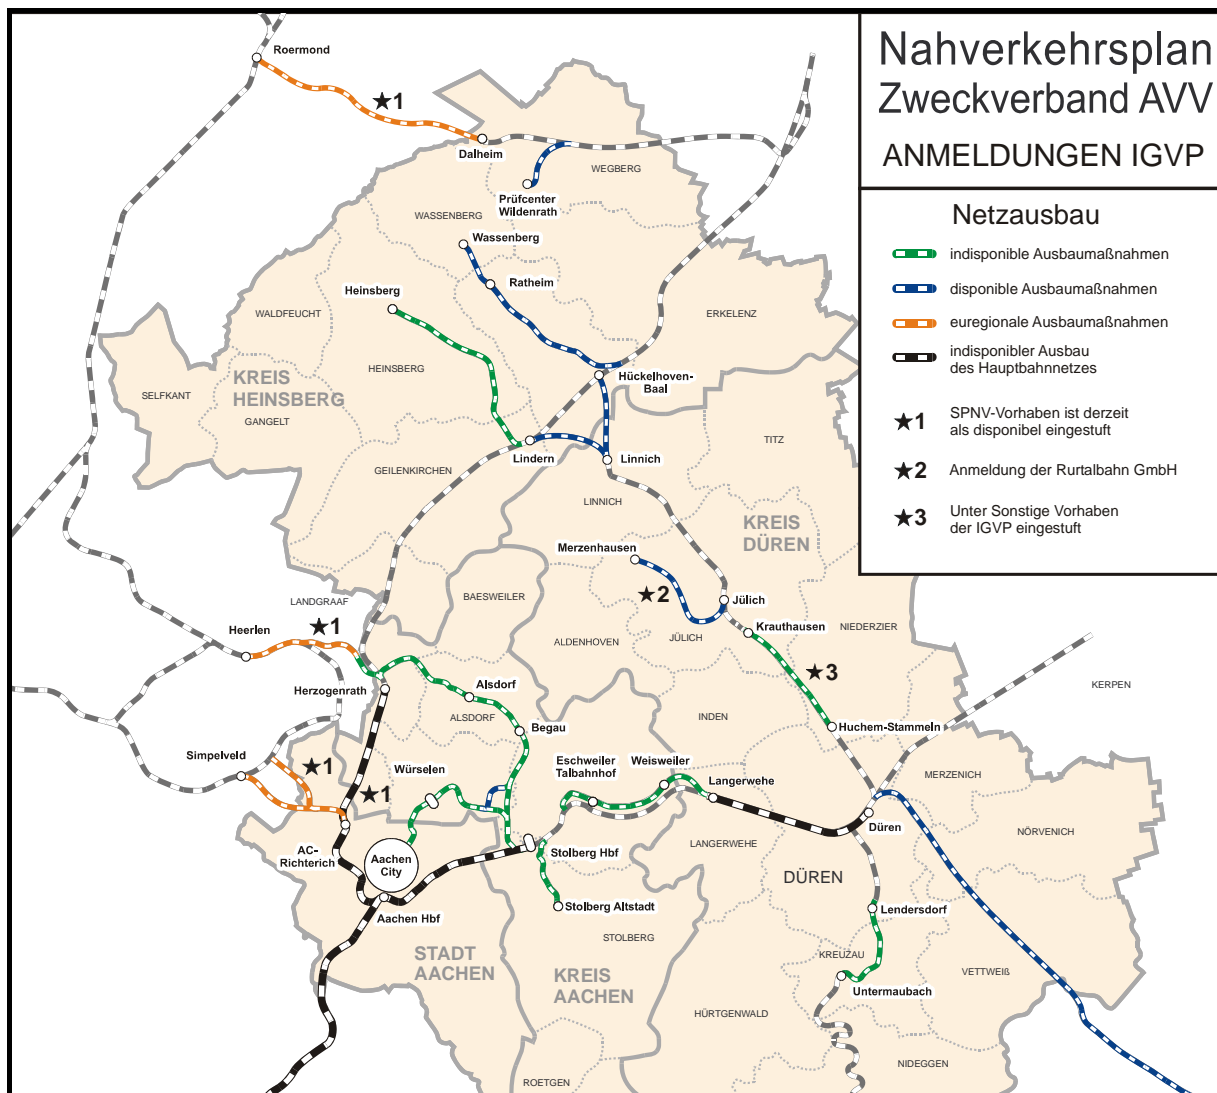 Nahverkehrsplan
Zweckverband AVV
ANMELDUNGEN IGVP
Netzausbau
indisponible Ausbaumaßnahmen
disponible Ausbaumaßnahmen
euregionale Ausbaumaßnahmen
indisponibler Ausbau
des Hauptbahnnetzes
★1 SPNV-Vorhaben ist derzeit
als disponibel eingestuft
★2 Anmeldung der Rurtalbahn GmbH
★3 Unter Sonstige Vorhaben
der IGVP eingestuft
Roermond
★1
Dalheim
WEGBERG
Prüfcenter
Wildenrath
WASSENBERG
Wassenberg
Ratheim
Heinsberg
WALDFEUCHT
ERKELENZ
HEINSBERG
KREIS
HEINSBERG
SELFKANT
GANGELT
Hückelhoven-
Baal
TITZ
Lindern
Linnich
GEILENKIRCHEN
LINNICH
KREIS
DÜREN
Merzenhausen
★2
Jülich
LANDGRAAF
BAESWEILER
Krauthausen
NIEDERZIER
ALDENHOVEN
JÜLICH
★1
Heerlen
★3
Herzogenrath
Alsdorf
KERPEN
ALSDORF
INDEN
Begau
Huchem-Stammeln
Simpelveld
★1
Würselen
Eschweiler
Talbahnhof
Weisweiler
Langerwehe
MERZENICH
★1
Düren
NÖRVENICH
AC-
Richterich
Aachen
City
Stolberg Hbf
LANGERWEHE
DÜREN
Aachen Hbf
Stolberg Altstadt
Lendersdorf
STOLBERG
STADT
AACHEN
KREIS
AACHEN
KREUZAU
VETTWEIß
Untermaubach
HÜRTGENWALD
NIDEGGEN
ROETGEN